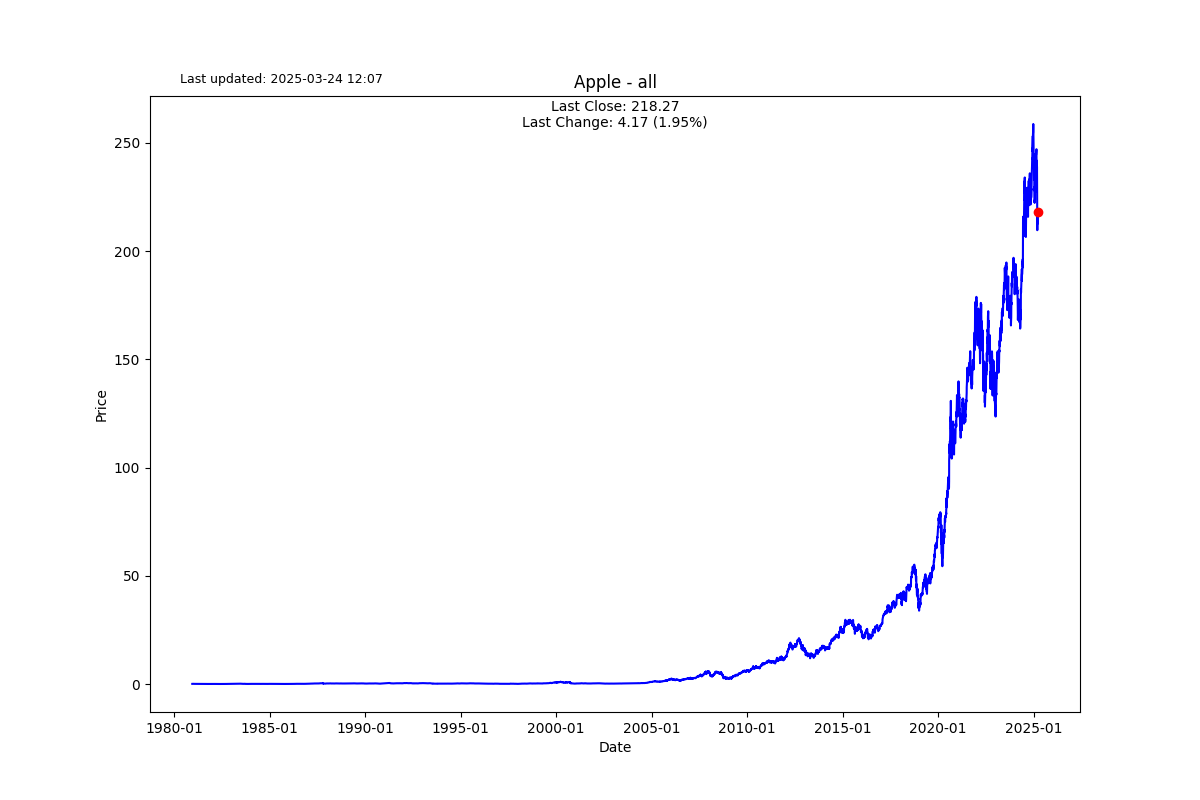 Last updated: 2025-03-24 12:07
Apple - all
Last Close: 218.27
Last Change: 4.17 (1.95%)
Price
250
200
150
100
50
0
1980-01 1985-01 1990-01 1995-01 2000-01 2005-01 2010-01 2015-01 2020-01 2025-01
Date